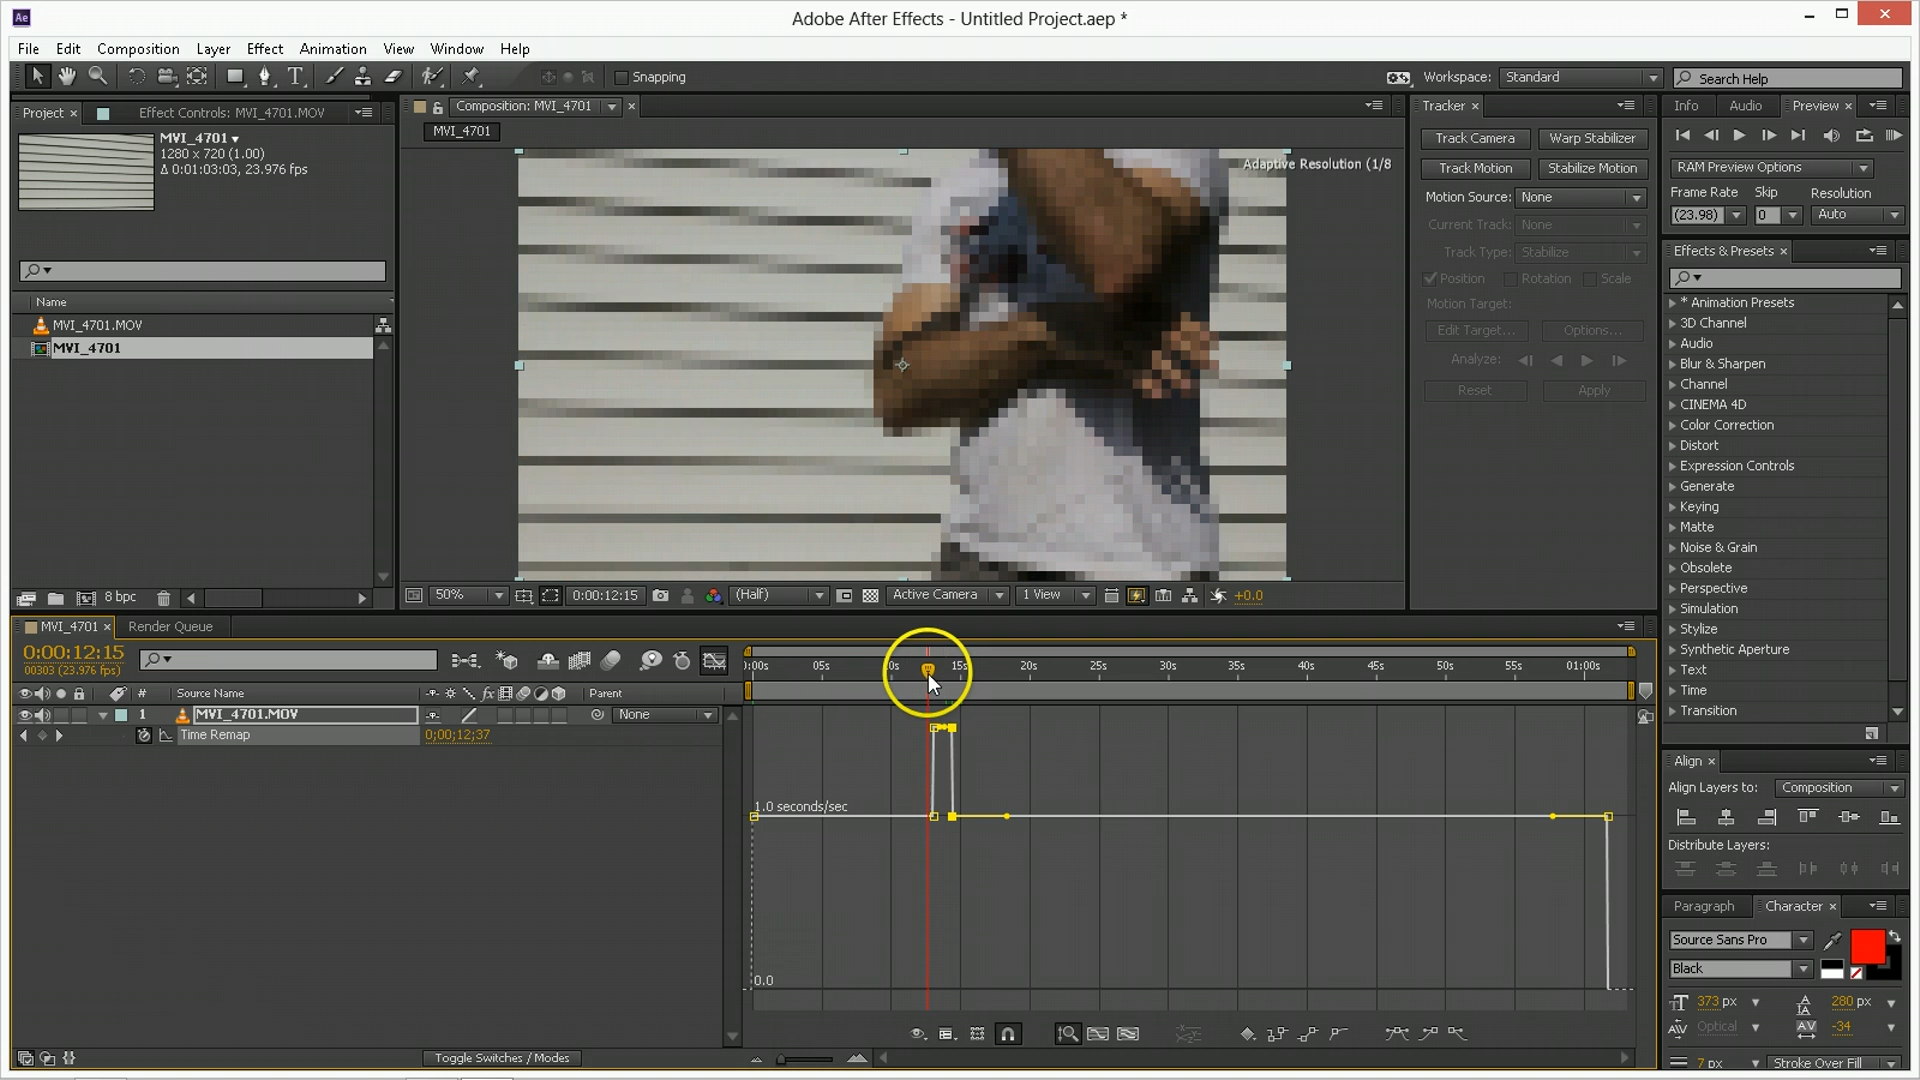 Ae
Adobe After Effects - Untitled Project.aep *
File Edit Composition Layer Effect Animation View Window Help
Snapping
Workspace: Standard
Search Help
Project × Effect Controls: MVI_4701.MOV
MVI_4701
1280 x 720 (1.00)
Δ 0:01:03:03, 23.976 fps
Name
MVI_4701.MOV
MVI_4701
8 bpc
Composition: MVI_4701 ×
MVI_4701
Adaptive Resolution (1/8
50% 0:00:12:15 (Half) Active Camera 1 View +0.0
Tracker ×
Track Camera Warp Stabilizer
Track Motion Stabilize Motion
Motion Source: None
Current Track: None
Track Type: Stabilize
Position Rotation Scale
Motion Target:
Edit Target... Options...
Analyze:
Reset Apply
Info Audio Preview ×
RAM Preview Options
Frame Rate Skip Resolution
(23.98) 0 Auto
Effects & Presets ×
* Animation Presets
3D Channel
Audio
Blur & Sharpen
Channel
CINEMA 4D
Color Correction
Distort
Expression Controls
Generate
Keying
Matte
Noise & Grain
Obsolete
Perspective
Simulation
Stylize
Synthetic Aperture
Text
Time
Transition
Align ×
Align Layers to: Composition
Distribute Layers:
Paragraph Character ×
Source Sans Pro
Black
373 px 280 px
Optical -34
7 px Stroke Over Fill
MVI_4701 × Render Queue
0:00:12:15
00303 (23.976 fps)
# Source Name Parent
1 MVI_4701.MOV None
Time Remap 0;00;12;37
):00s 05s 0s 15s 20s 25s 30s 35s 40s 45s 50s 55s 01:00s
1.0 seconds/sec
0.0
Toggle Switches / Modes